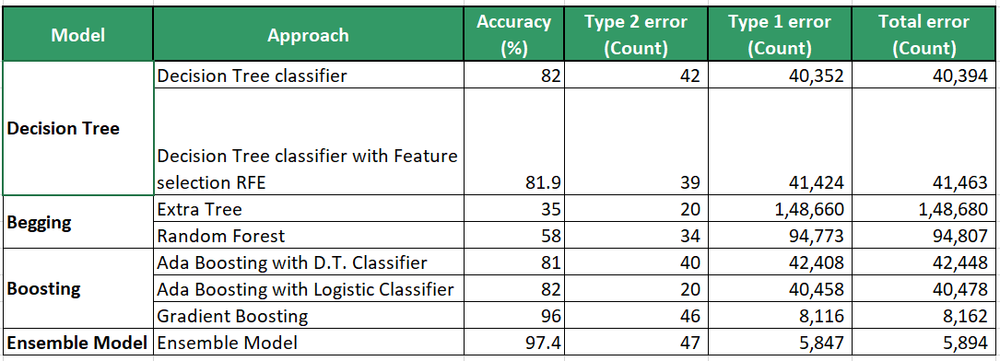 Model Approach Accuracy (%) Type 2 error (Count) Type 1 error (Count) Total error (Count)
Decision Tree
Decision Tree classifier 82 42 40,352 40,394
Decision Tree classifier with Feature
selection RFE 81.9 39 41,424 41,463
Begging
Extra Tree 35 20 1,48,660 1,48,680
Random Forest 58 34 94,773 94,807
Boosting
Ada Boosting with D.T. Classifier 81 40 42,408 42,448
Ada Boosting with Logistic Classifier 82 20 40,458 40,478
Gradient Boosting 96 46 8,116 8,162
Ensemble Model Ensemble Model 97.4 47 5,847 5,894